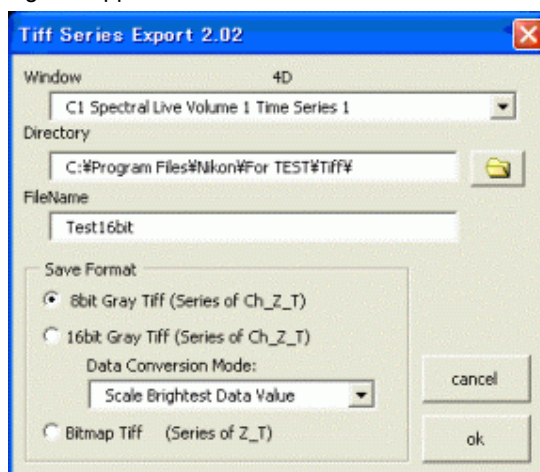 Tiff Series Export 2.02
Window 4D
C1 Spectral Live Volume 1 Time Series 1
Directory
C:¥Program Files¥Nikon¥For TEST¥Tiff¥
FileName
Test16bit
Save Format
8bit Gray Tiff (Series of Ch_Z_T)
16bit Gray Tiff (Series of Ch_Z_T)
Data Conversion Mode:
Scale Brightest Data Value
cancel
Bitmap Tiff (Series of Z_T)
ok